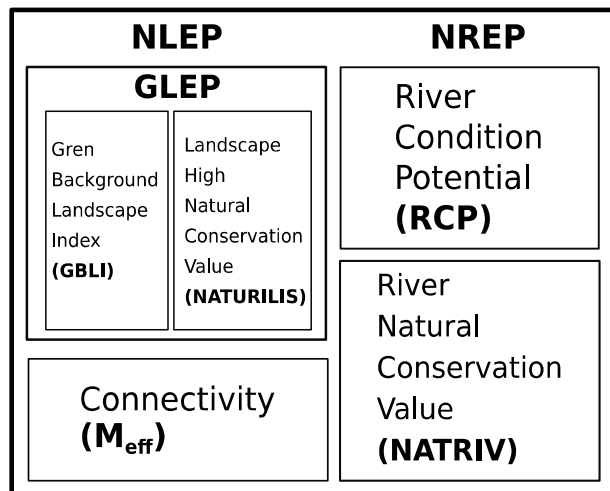 NLEP
GLEP
Gren
Background
Landscape
Index
(GBLI)
Landscape
High
Natural
Conservation
Value
(NATURILIS)
Connectivity
(Meff)
NREP
River
Condition
Potential
(RCP)
River
Natural
Conservation
Value
(NATRIV)